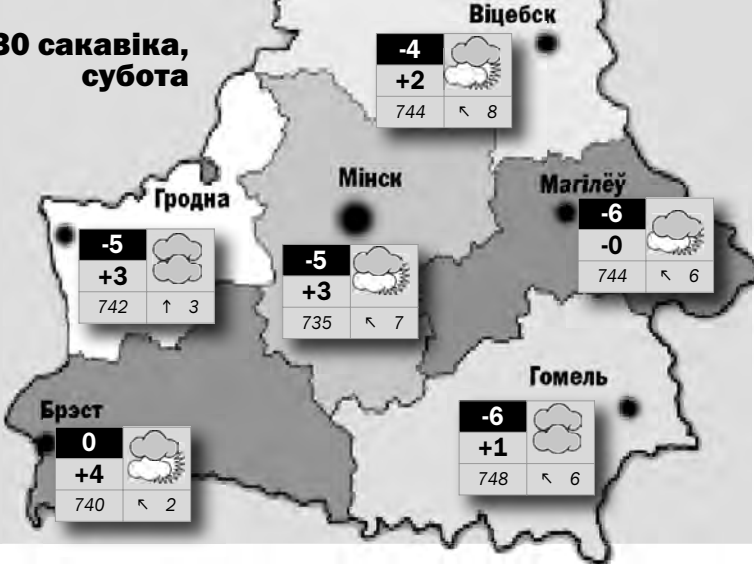 30 сакавіка,
субота
Віцебск
-4
+2
744 ↖ 8
Мінск
-5
+3
735 ↖ 7
Магілёў
-6
-0
744 ↖ 6
Гродна
-5
+3
742 ↑ 3
Гомель
-6
+1
748 ↖ 6
Брэст
0
+4
740 ↖ 2